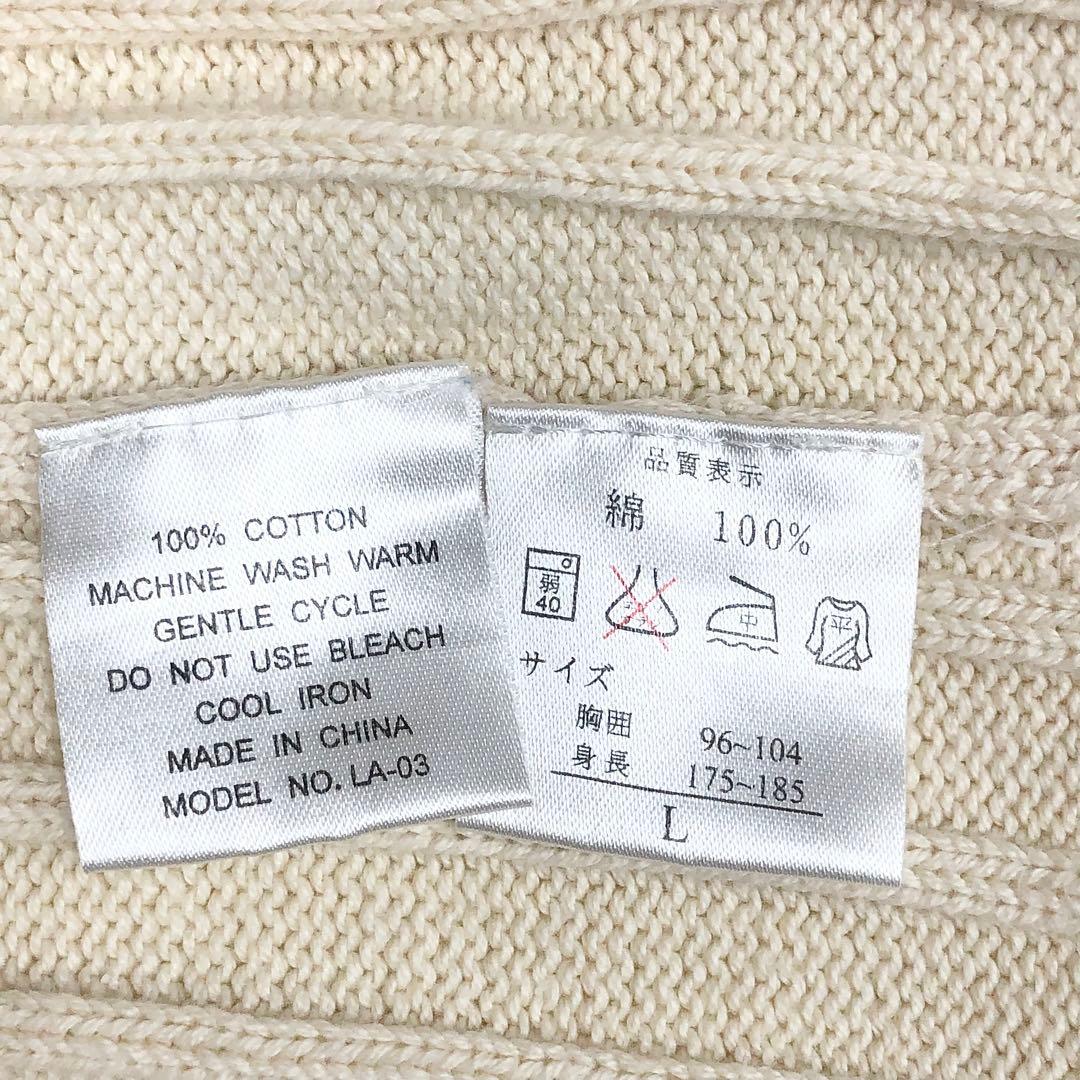 100% COTTON
MACHINE WASH WARM
GENTLE CYCLE
DO NOT USE BLEACH
COOL IRON
MADE IN CHINA
MODEL NO. LA-03
品質表示
綿 100%
弱
40
中
平
サイズ
胸囲 96~104
身長 175~185
L